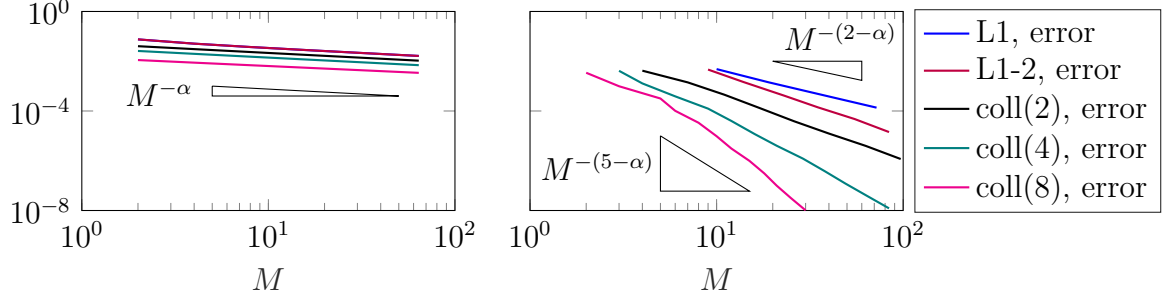 10^0
10^{-4}
10^{-8}
10^0
10^1
10^2
M
M^{-α}
10^0
10^1
10^2
M
M^{-(2-α)}
M^{-(5-α)}
L1, error
L1-2, error
coll(2), error
coll(4), error
coll(8), error